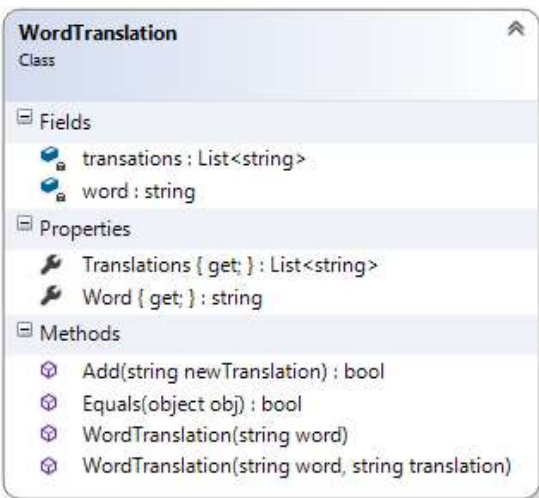 WordTranslation
Class
Fields
transations : List<string>
word : string
Properties
Translations { get; } : List<string>
Word { get; } : string
Methods
Add(string newTranslation) : bool
Equals(object obj) : bool
WordTranslation(string word)
WordTranslation(string word, string translation)